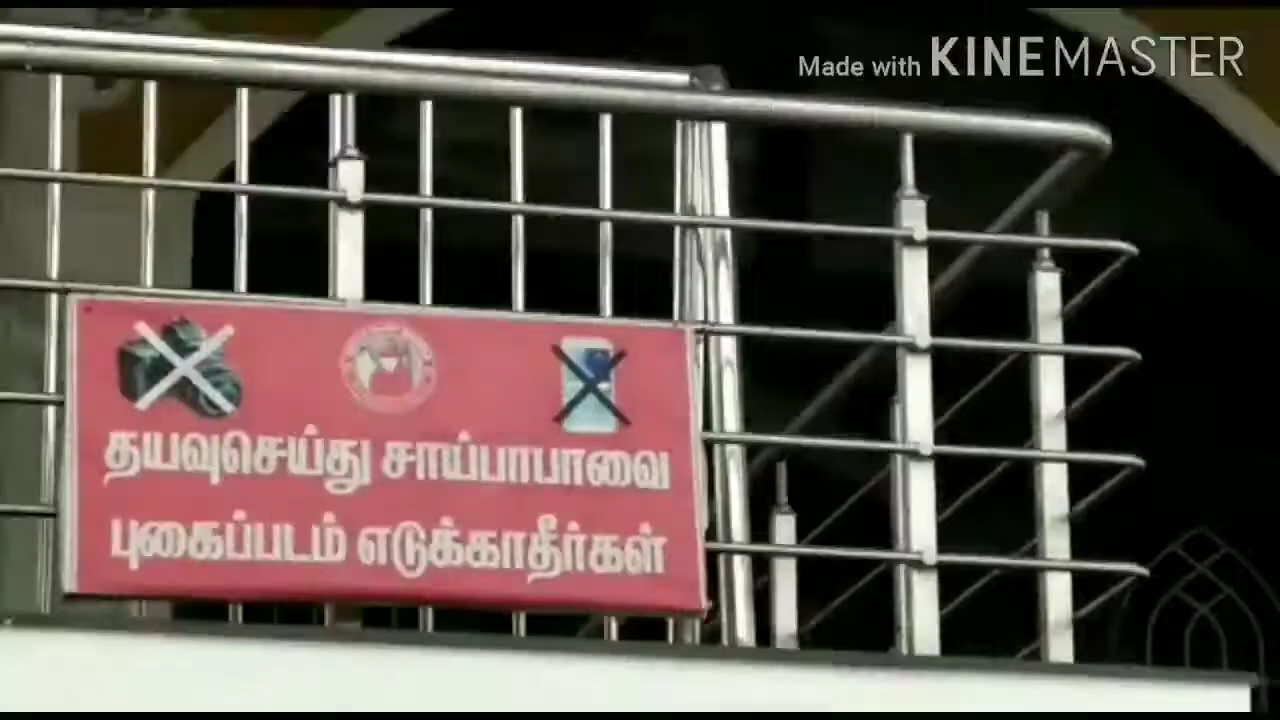 Made with KINEMASTER
தயவுசெய்து சாய்பாபாவை
புகைப்படம் எடுக்காதீர்கள்